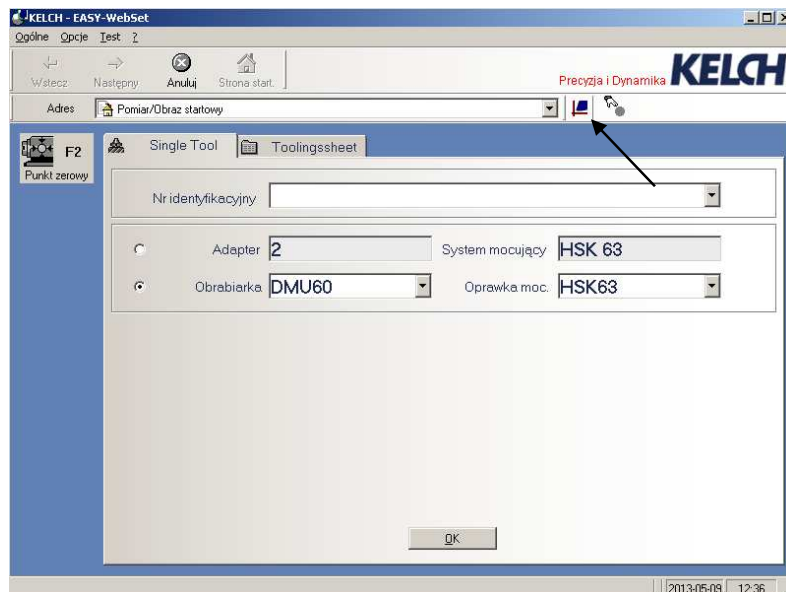 KELCH - EASY-WebSet
Ogólne Opcje Test ?
Wstecz Następny Anuluj Strona start.
Precyzja i Dynamika KELCH
Adres Pomiar/Obraz startowy
F2
Punkt zerowy
Single Tool Toolingssheet
Nr identyfikacyjny
Adapter 2 System mocujący HSK 63
Obrabiarka DMU60 Oprawka moc. HSK63
OK
2013-05-09 12:36